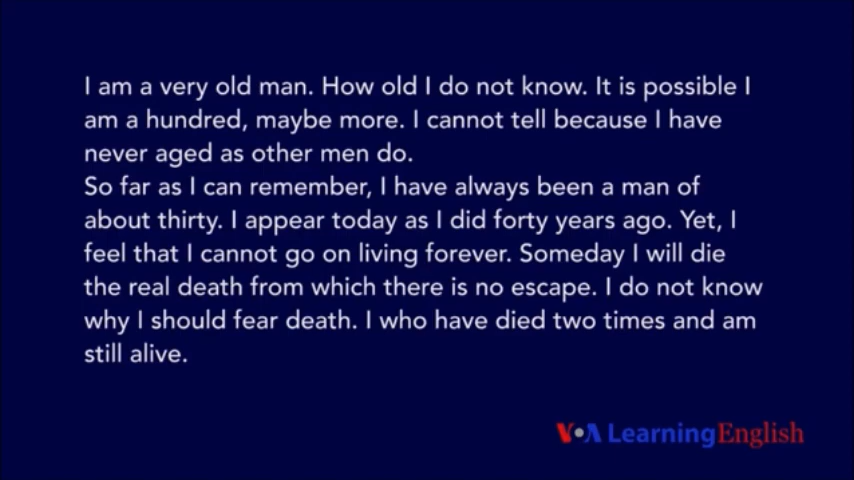 I am a very old man. How old I do not know. It is possible I
am a hundred, maybe more. I cannot tell because I have
never aged as other men do.
So far as I can remember, I have always been a man of
about thirty. I appear today as I did forty years ago. Yet, I
feel that I cannot go on living forever. Someday I will die
the real death from which there is no escape. I do not know
why I should fear death. I who have died two times and am
still alive.
VOA Learning English